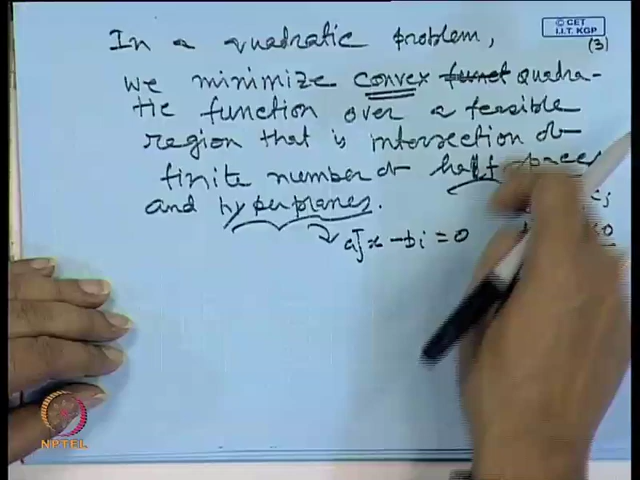 © CET
I.I.T. KGP
(3)
In a quadratic problem,
we minimize convex funct quadra-
tic function over a feasible
region that is intersection of
finite number of half spaces
and hyperplanes.
aᵢᵀx - bᵢ = 0
NPTEL